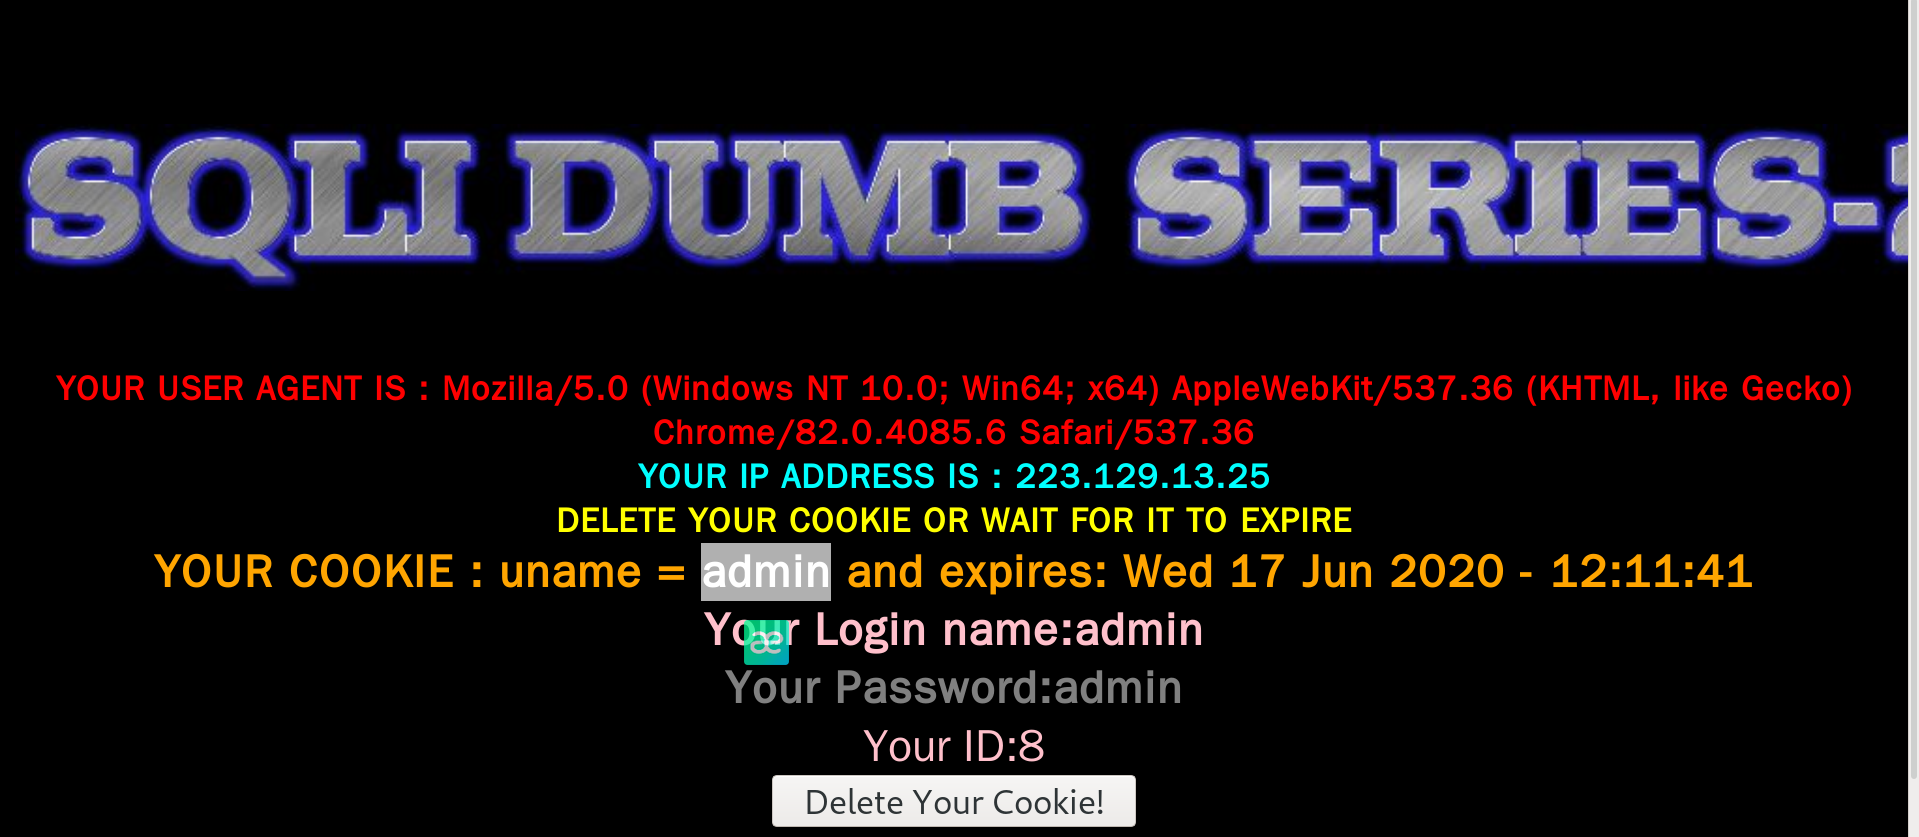 SQLI DUMB SERIES-
YOUR USER AGENT IS : Mozilla/5.0 (Windows NT 10.0; Win64; x64) AppleWebKit/537.36 (KHTML, like Gecko)
Chrome/82.0.4085.6 Safari/537.36
YOUR IP ADDRESS IS : 223.129.13.25
DELETE YOUR COOKIE OR WAIT FOR IT TO EXPIRE
YOUR COOKIE : uname = admin and expires: Wed 17 Jun 2020 - 12:11:41
Your Login name:admin
æ
Your Password:admin
Your ID:8
Delete Your Cookie!